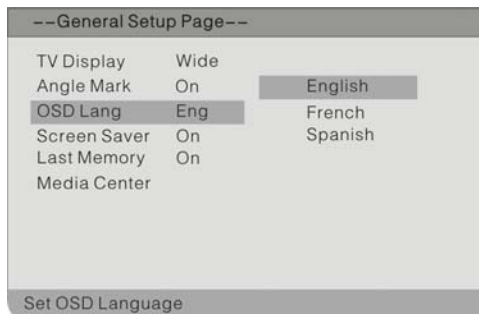 --General Setup Page--
TV Display Wide
Angle Mark On English
OSD Lang Eng French
Screen Saver On Spanish
Last Memory On
Media Center
Set OSD Language